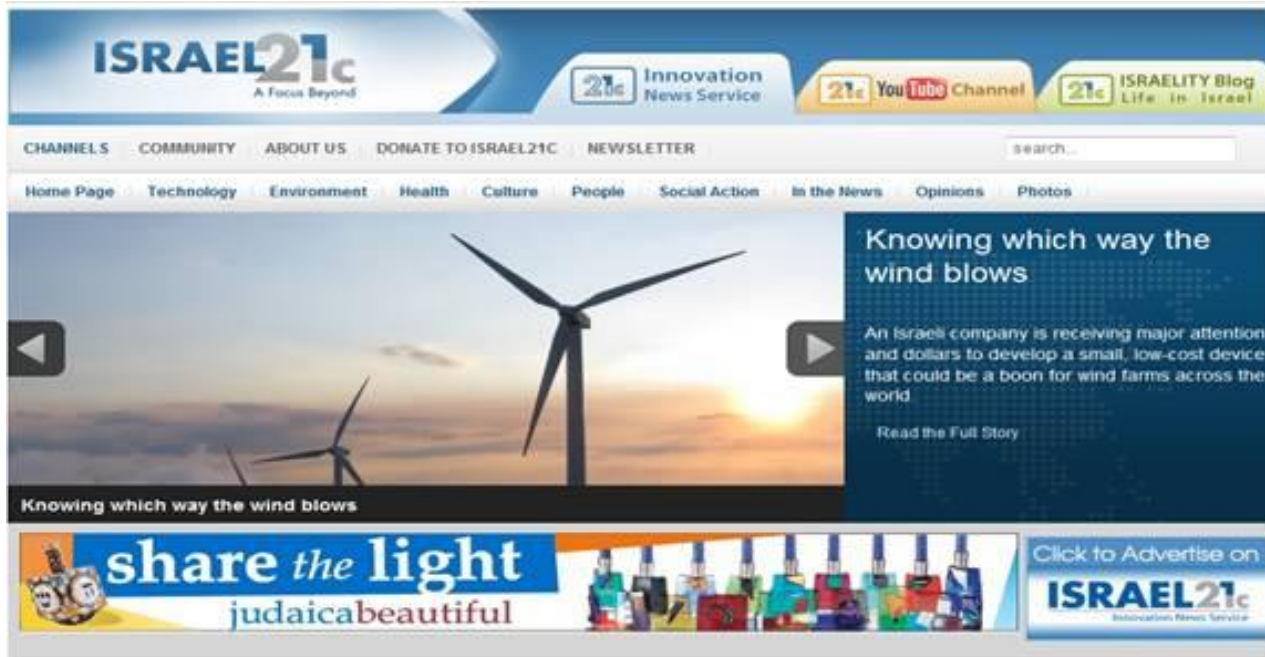 ISRAEL21c
A Focus Beyond
21c Innovation
News Service
21c YouTube Channel
21c ISRAELITY Blog
Life in Israel
CHANNELS COMMUNITY ABOUT US DONATE TO ISRAEL21C NEWSLETTER
search...
Home Page Technology Environment Health Culture People Social Action In the News Opinions Photos
Knowing which way the
wind blows
An Israeli company is receiving major attention
and dollars to develop a small, low-cost device
that could be a boon for wind farms across the
world
Read the Full Story
Knowing which way the wind blows
share the light
judaicabeautiful
Click to Advertise on
ISRAEL21c
Innovation News Service